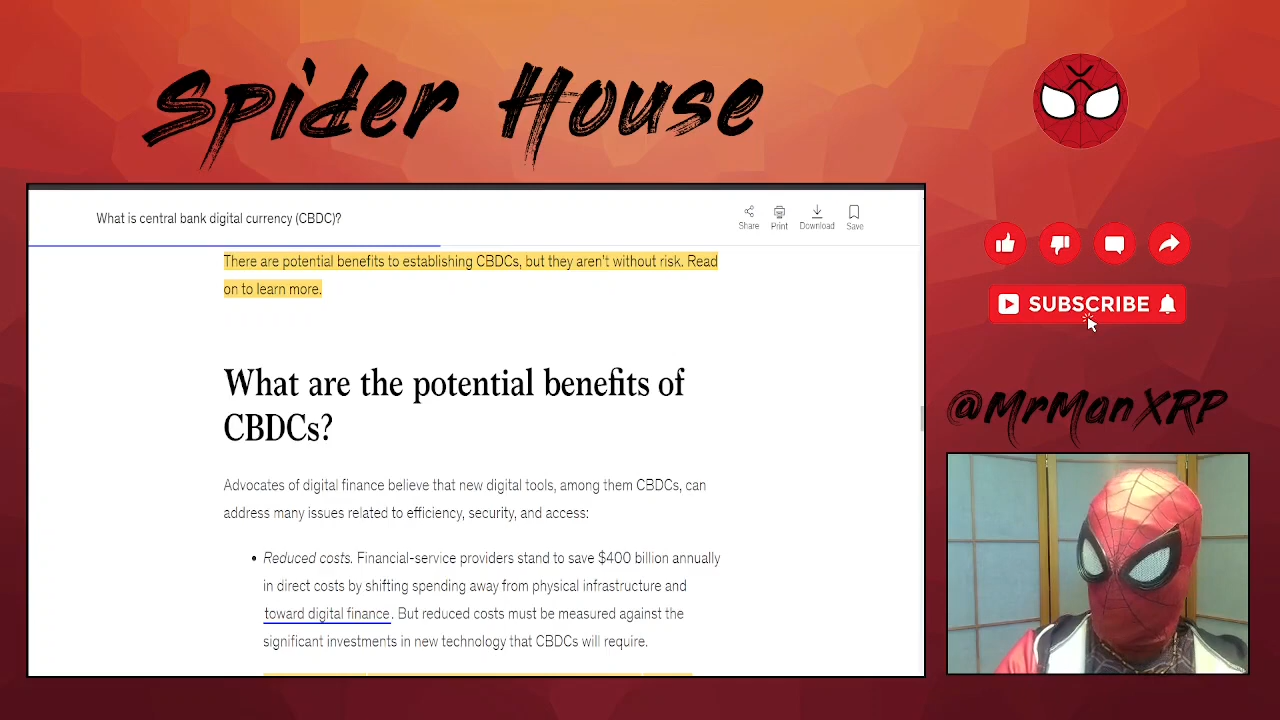 Spider House
What is central bank digital currency (CBDC)?
Share
Print
Download
Save
There are potential benefits to establishing CBDCs, but they aren't without risk. Read
on to learn more.
What are the potential benefits of
CBDCs?
Advocates of digital finance believe that new digital tools, among them CBDCs, can
address many issues related to efficiency, security, and access:
• Reduced costs. Financial-service providers stand to save $400 billion annually
in direct costs by shifting spending away from physical infrastructure and
toward digital finance. But reduced costs must be measured against the
significant investments in new technology that CBDCs will require.
SUBSCRIBE
@MrManXRP